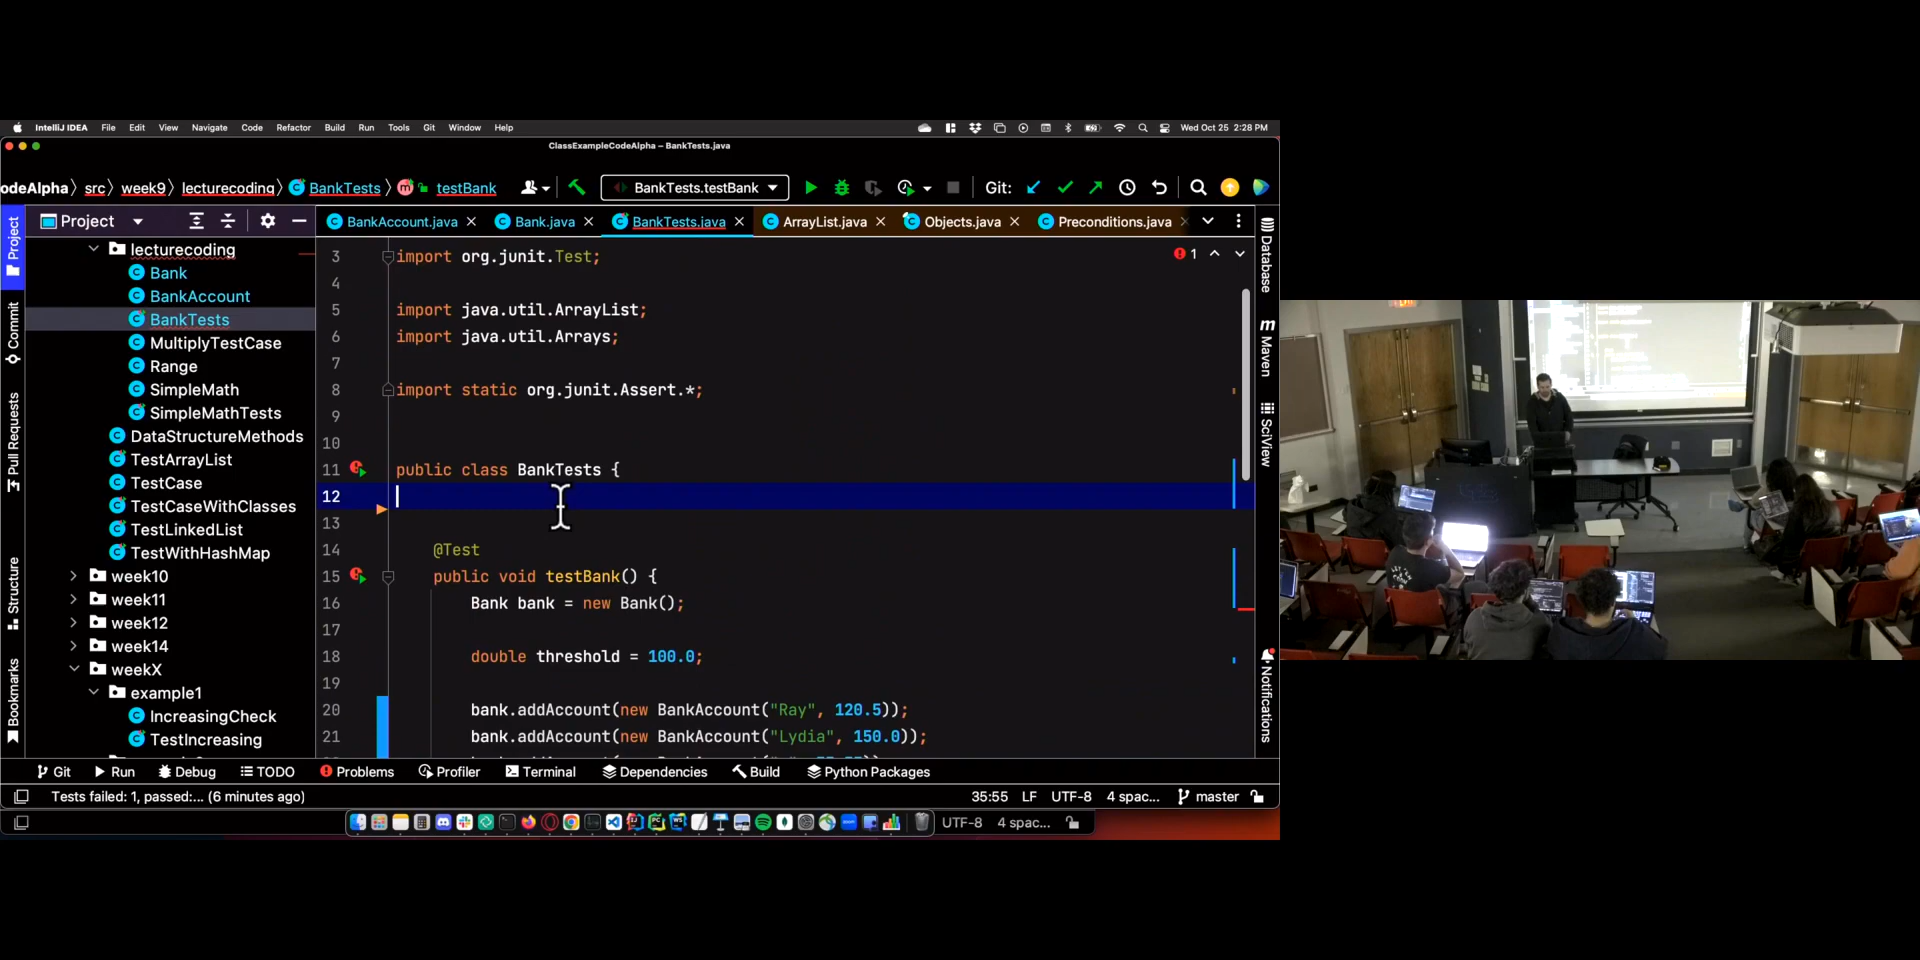 IntelliJ IDEA File Edit View Navigate Code Refactor Build Run Tools Git Window Help Wed Oct 25 2:28 PM
ClassExampleCodeAlpha – BankTests.java
odeAlpha src week9 lecturecoding BankTests m testBank BankTests.testBank Git:
Project BankAccount.java Bank.java BankTests.java ArrayList.java Objects.java Preconditions.java
lecturecoding
Bank
BankAccount
BankTests
MultiplyTestCase
Range
SimpleMath
SimpleMathTests
DataStructureMethods
TestArrayList
TestCase
TestCaseWithClasses
TestLinkedList
TestWithHashMap
week10
week11
week12
week14
weekX
example1
IncreasingCheck
TestIncreasing
3 import org.junit.Test;
4
5 import java.util.ArrayList;
6 import java.util.Arrays;
7
8 import static org.junit.Assert.*;
9
10
11 public class BankTests {
12
13
14 @Test
15 public void testBank() {
16 Bank bank = new Bank();
17
18 double threshold = 100.0;
19
20 bank.addAccount(new BankAccount("Ray", 120.5));
21 bank.addAccount(new BankAccount("Lydia", 150.0));
1
Project
Commit
Pull Requests
Structure
Bookmarks
Database
m Maven
SciView
Notifications
Git Run Debug TODO Problems Profiler Terminal Dependencies Build Python Packages
Tests failed: 1, passed:... (6 minutes ago) 35:55 LF UTF-8 4 spac... master
UTF-8 4 spac...